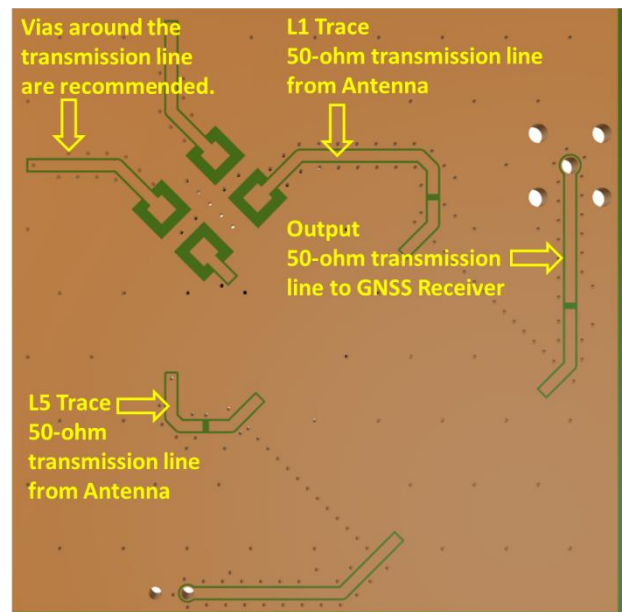 Vias around the
transmission line
are recommended.
L1 Trace
50-ohm transmission line
from Antenna
Output
50-ohm transmission
line to GNSS Receiver
L5 Trace
50-ohm
transmission line
from Antenna